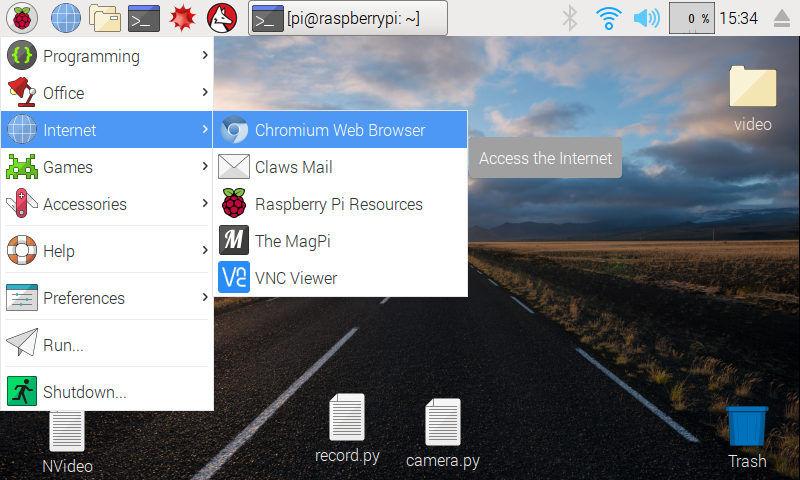 [pi@raspberrypi: ~]
0 %
15:34
Programming
Office
Internet
Games
Accessories
Help
Preferences
Run...
Shutdown...
Chromium Web Browser
Claws Mail
Raspberry Pi Resources
The MagPi
VNC Viewer
Access the Internet
video
NVideo
record.py
camera.py
Trash